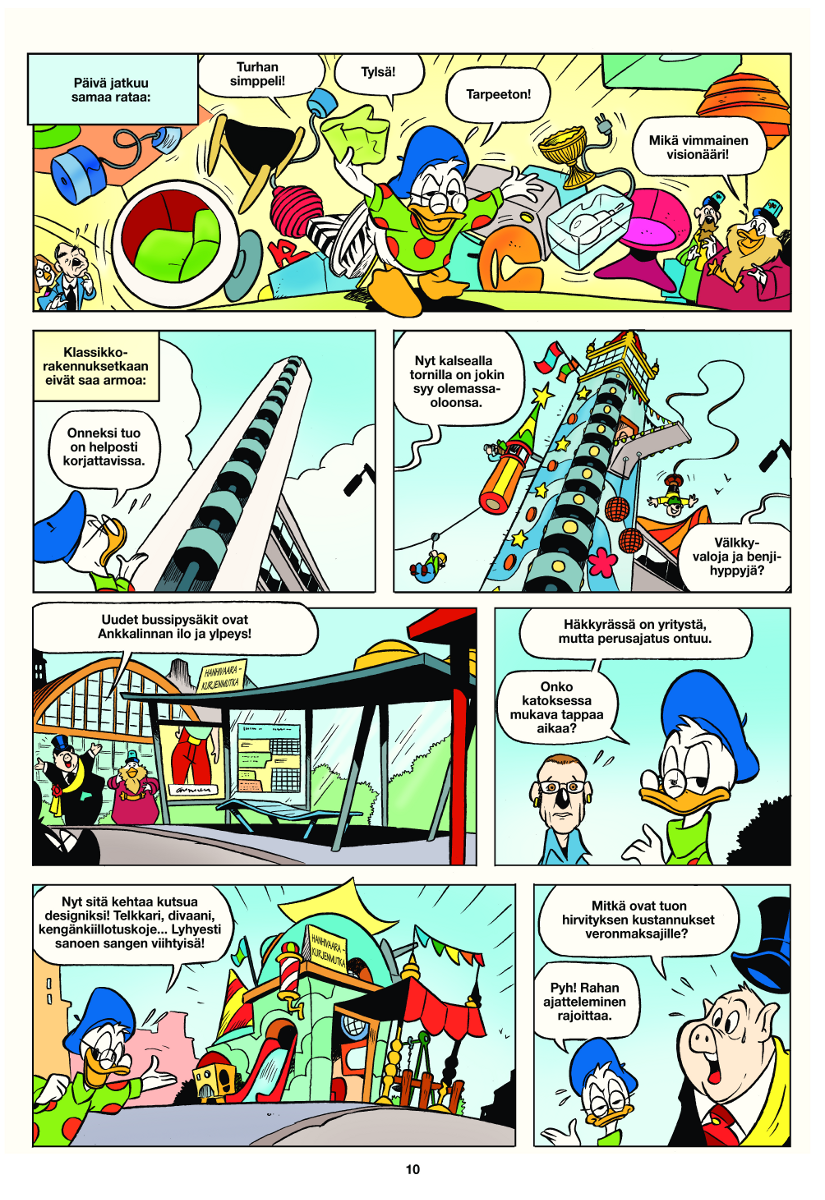 Päivä jatkuu
samaa rataa:
Turhan
simppeli!
Tylsä!
Tarpeeton!
Mikä vimmainen
visionääri!
Klassikko-
rakennuksetkaan
eivät saa armoa:
Onneksi tuo
on helposti
korjattavissa.
Nyt kalsealla
tornilla on jokin
syy olemassa-
oloonsa.
Välkky-
valoja ja benji-
hyppyjä?
Uudet bussipysäkit ovat
Ankkalinnan ilo ja ylpeys!
HANHIVAARA -
KURJENMUTKA
Häkkyrässä on yritystä,
mutta perusajatus ontuu.
Onko
katoksessa
mukava tappaa
aikaa?
Nyt sitä kehtaa kutsua
designiksi! Telkkari, divaani,
kengänkiillotuskoje... Lyhyesti
sanoen sangen viihtyisä!
HANHIVAARA -
KURJENMUTKA
Mitkä ovat tuon
hirvityksen kustannukset
veronmaksajille?
Pyh! Rahan
ajatteleminen
rajoittaa.
10